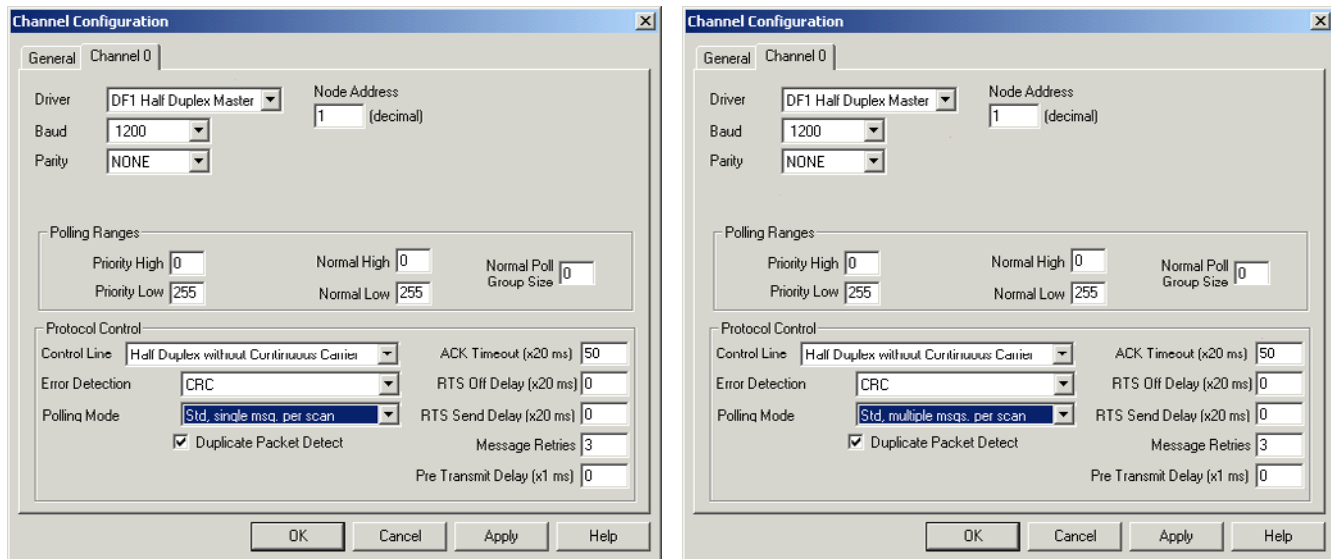 Channel Configuration
General Channel 0
Driver DF1 Half Duplex Master
Node Address
1 (decimal)
Baud 1200
Parity NONE
Polling Ranges
Priority High 0
Normal High 0
Normal Poll Group Size 0
Priority Low 255
Normal Low 255
Protocol Control
Control Line Half Duplex without Continuous Carrier
ACK Timeout (x20 ms) 50
Error Detection CRC
RTS Off Delay (x20 ms) 0
Polling Mode Std, single msg. per scan
RTS Send Delay (x20 ms) 0
Duplicate Packet Detect
Message Retries 3
Pre Transmit Delay (x1 ms) 0
OK Cancel Apply Help
Channel Configuration
General Channel 0
Driver DF1 Half Duplex Master
Node Address
1 (decimal)
Baud 1200
Parity NONE
Polling Ranges
Priority High 0
Normal High 0
Normal Poll Group Size 0
Priority Low 255
Normal Low 255
Protocol Control
Control Line Half Duplex without Continuous Carrier
ACK Timeout (x20 ms) 50
Error Detection CRC
RTS Off Delay (x20 ms) 0
Polling Mode Std, multiple msgs. per scan
RTS Send Delay (x20 ms) 0
Duplicate Packet Detect
Message Retries 3
Pre Transmit Delay (x1 ms) 0
OK Cancel Apply Help